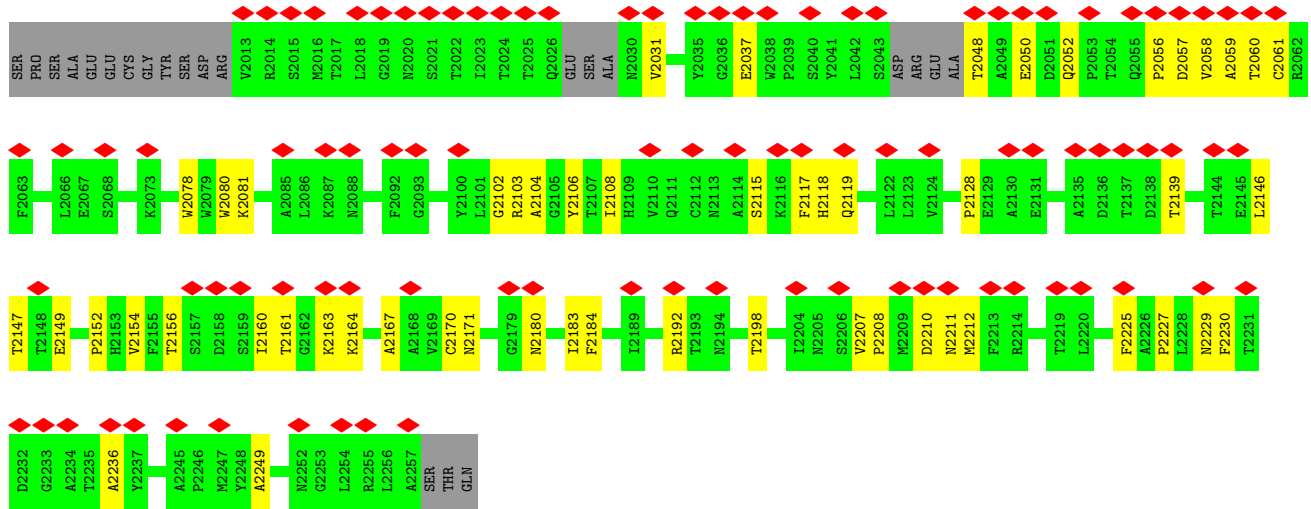 SER PRO SER ALA GLU GLU CYS GLY TYR SER ASP ARG V2013 R2014 S2015 M2016 T2017 L2018 G2019 N2020 S2021 T2022 I2023 T2024 T2025 Q2026 GLU SER ALA N2030 V2031 Y2035 G2036 E2037 W2038 P2039 S2040 Y2041 L2042 S2043 ASP ARG GLU ALA T2048 A2049 E2050 D2051 Q2052 P2053 T2054 Q2055 P2056 D2057 V2058 A2059 T2060 C2061 R2062
F2063 L2066 E2067 S2068 K2073 W2078 W2079 W2080 K2081 A2085 L2086 K2087 N2088 F2092 G2093 Y2100 L2101 G2102 R2103 A2104 G2105 Y2106 T2107 I2108 H2109 V2110 Q2111 C2112 N2113 A2114 S2115 K2116 F2117 H2118 Q2119 L2122 L2123 V2124 P2128 E2129 A2130 E2131 A2135 D2136 T2137 D2138 T2139 T2144 E2145 L2146
T2147 T2148 E2149 P2152 H2153 V2154 F2155 T2156 S2157 D2158 S2159 I2160 T2161 G2162 K2163 K2164 A2167 A2168 V2169 C2170 N2171 G2179 N2180 I2183 F2184 I2189 R2192 T2193 N2194 T2198 I2204 N2205 S2206 V2207 P2208 M2209 D2210 N2211 M2212 F2213 R2214 T2219 L2220 F2225 A2226 P2227 L2228 N2229 F2230 T2231
D2232 G2233 A2234 T2235 A2236 Y2237 A2245 P2246 M2247 Y2248 A2249 N2252 G2253 L2254 R2255 L2256 A2257 SER THR GLN